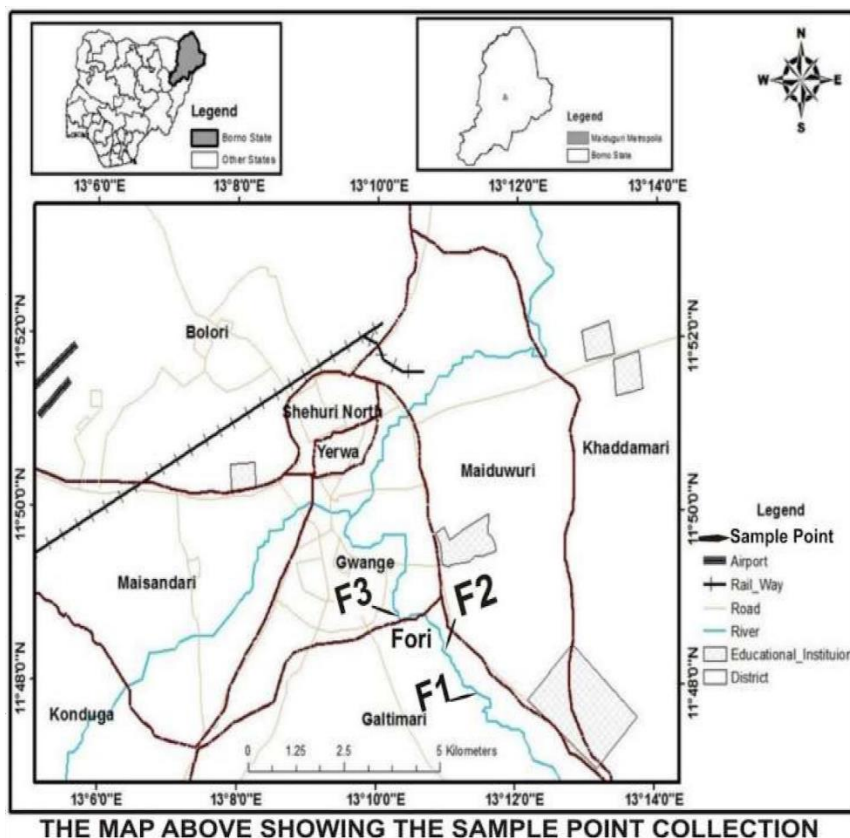 Legend
Borno State
Other States
Legend
Maiduguri Metropolis
Borno State
N
W E
S
13°6'0"E 13°8'0"E 13°10'0"E 13°12'0"E 13°14'0"E
11°52'0"N
11°52'0"N
Bolori
Shehuri North
Yerwa
Khaddamari
Maiduwuri
11°50'0"N
11°50'0"N
Gwange
Maisandari
F3
F2
Fori
F1
11°48'0"N
11°48'0"N
Konduga
Galtimari
0 1.25 2.5 5 Kilometers
13°6'0"E 13°8'0"E 13°10'0"E 13°12'0"E 13°14'0"E
Legend
Sample Point
Airport
Rail_Way
Road
River
Educational_Instituion
District
THE MAP ABOVE SHOWING THE SAMPLE POINT COLLECTION